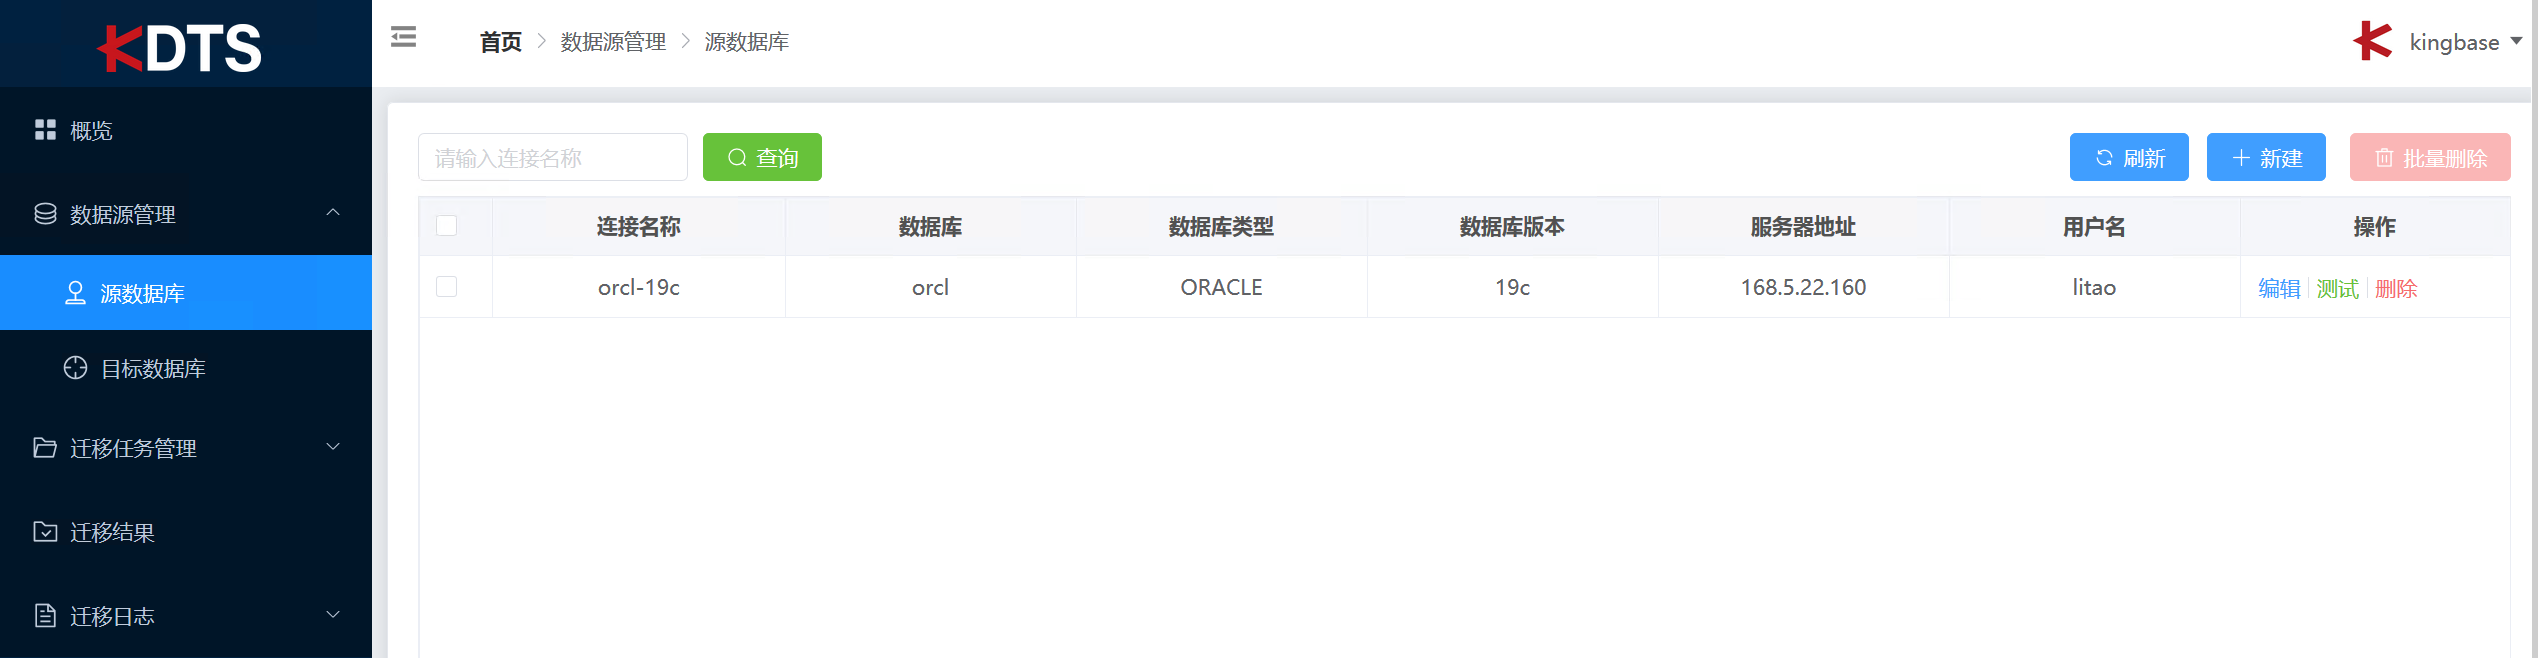 KDTS
首页 > 数据源管理 > 源数据库
kingbase
概览
数据源管理
源数据库
目标数据库
迁移任务管理
迁移结果
迁移日志
请输入连接名称 查询 刷新 新建 批量删除
连接名称 数据库 数据库类型 数据库版本 服务器地址 用户名 操作
orcl-19c orcl ORACLE 19c 168.5.22.160 litao 编辑 测试 删除